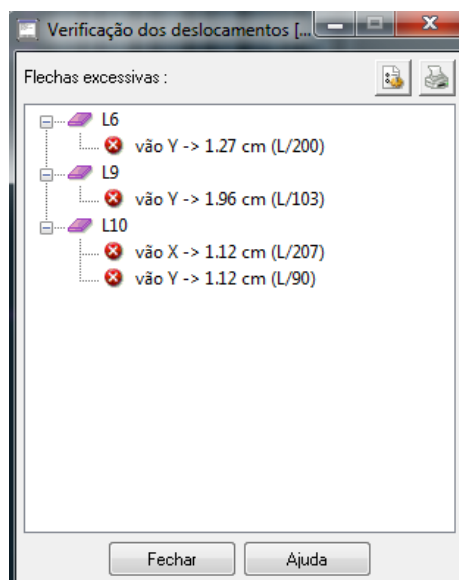 Verificação dos deslocamentos [...
Flechas excessivas :
L6
vão Y -> 1.27 cm (L/200)
L9
vão Y -> 1.96 cm (L/103)
L10
vão X -> 1.12 cm (L/207)
vão Y -> 1.12 cm (L/90)
Fechar Ajuda